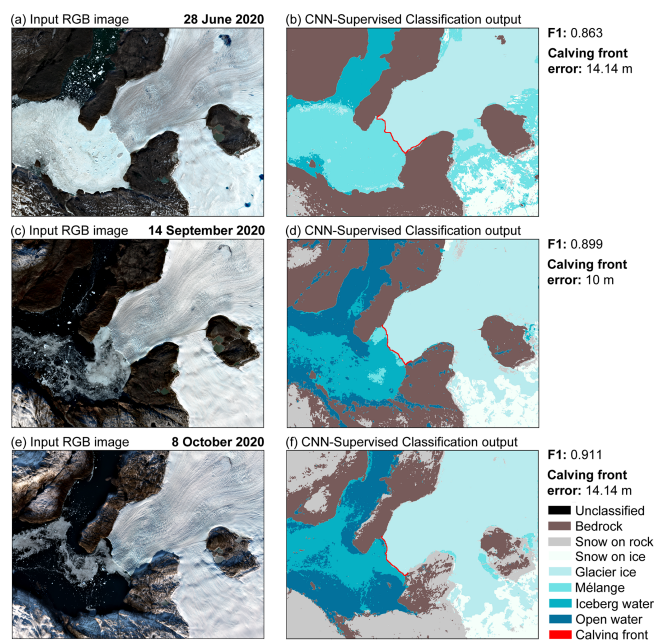 (a) Input RGB image 28 June 2020
(b) CNN-Supervised Classification output
F1: 0.863
Calving front
error: 14.14 m
(c) Input RGB image 14 September 2020
(d) CNN-Supervised Classification output
F1: 0.899
Calving front
error: 10 m
(e) Input RGB image 8 October 2020
(f) CNN-Supervised Classification output
F1: 0.911
Calving front
error: 14.14 m
Unclassified
Bedrock
Snow on rock
Snow on ice
Glacier ice
Mélange
Iceberg water
Open water
Calving front